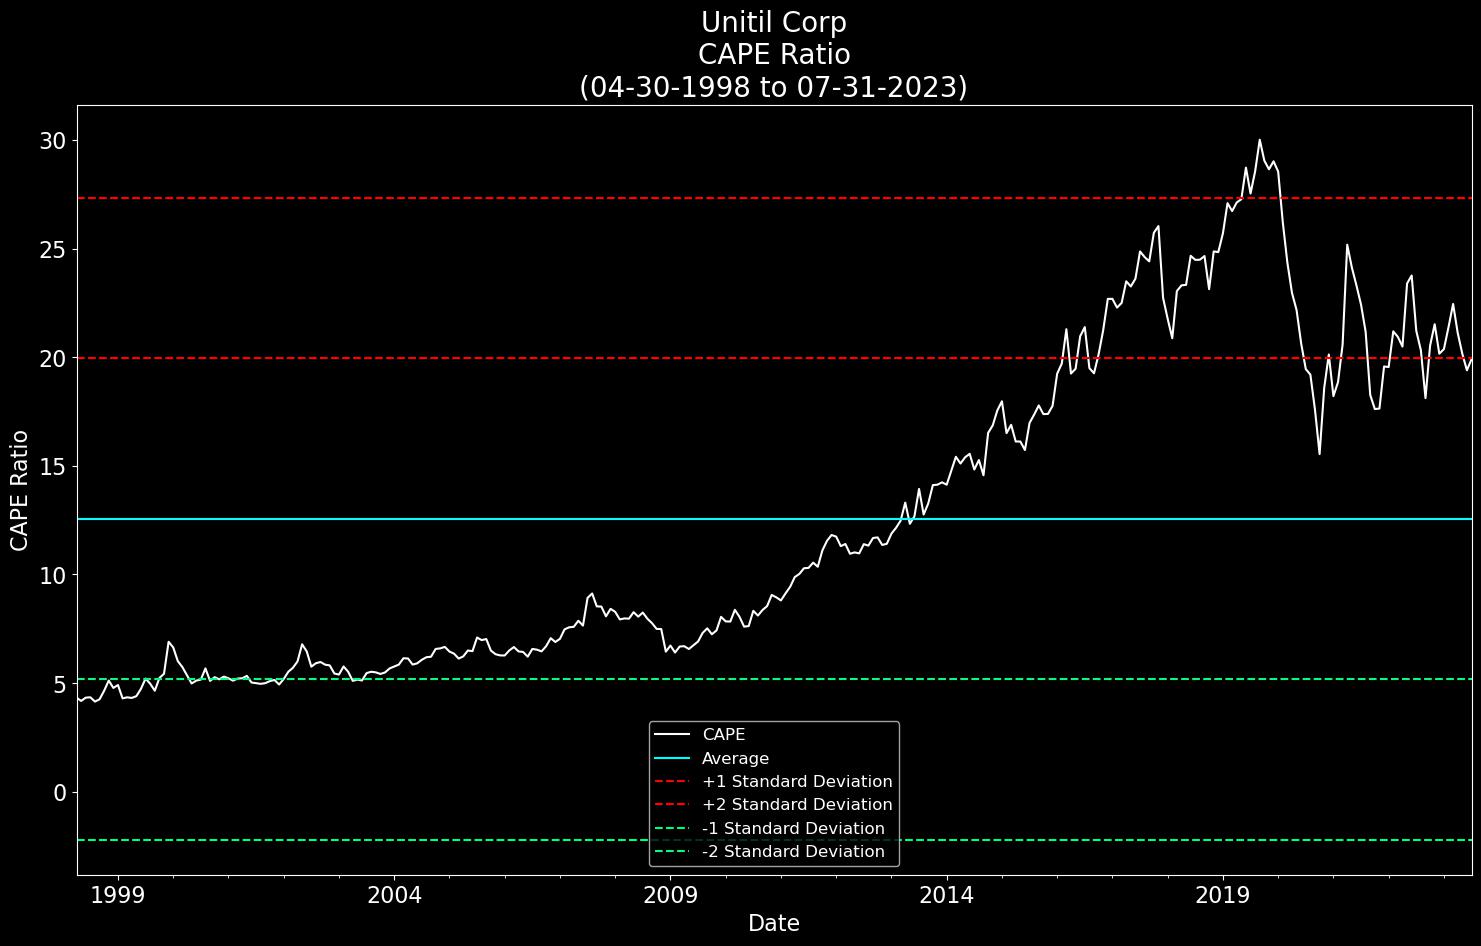 Unitil Corp
CAPE Ratio
(04-30-1998 to 07-31-2023)
30
25
20
15
10
5
0
CAPE Ratio
CAPE
Average
+1 Standard Deviation
+2 Standard Deviation
-1 Standard Deviation
-2 Standard Deviation
1999
2004
2009
2014
2019
Date